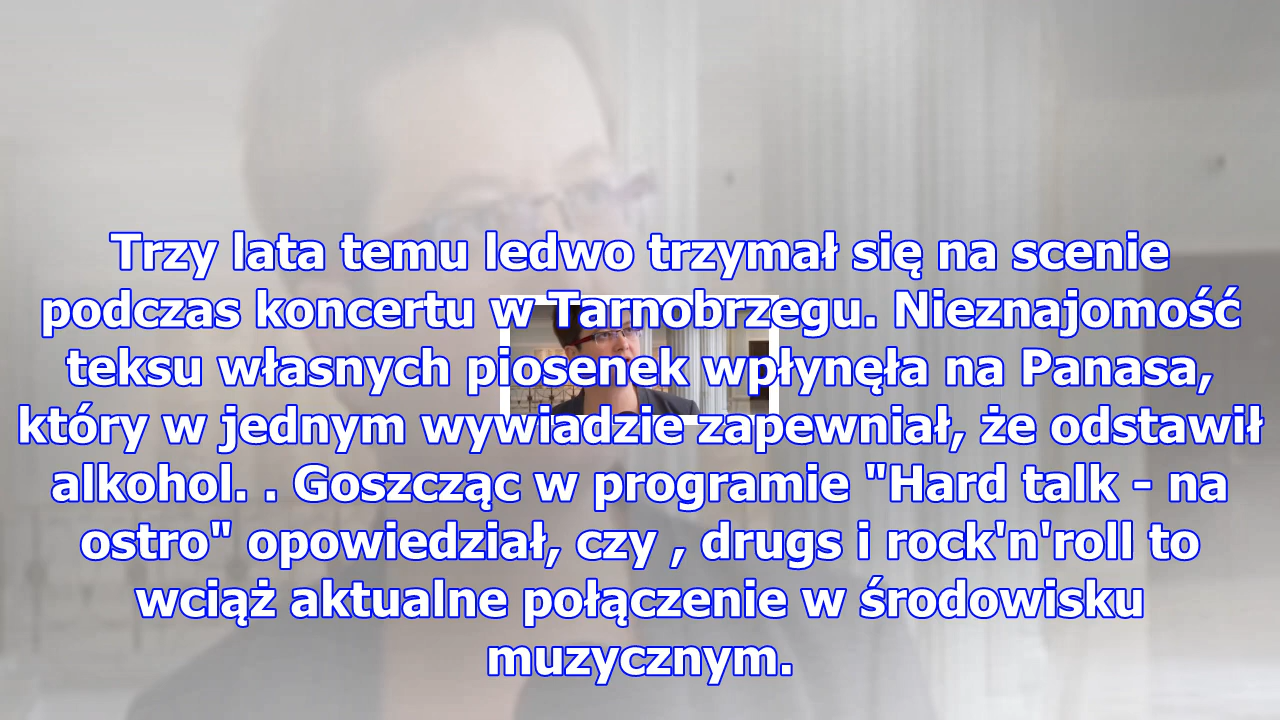 Trzy lata temu ledwo trzymał się na scenie
podczas koncertu w Tarnobrzegu. Nieznajomość
teksu własnych piosenek wpłynęła na Panasa,
który w jednym wywiadzie zapewniał, że odstawił
alkohol. . Goszcząc w programie "Hard talk - na
ostro" opowiedział, czy , drugs i rock'n'roll to
wciąż aktualne połączenie w środowisku
muzycznym.